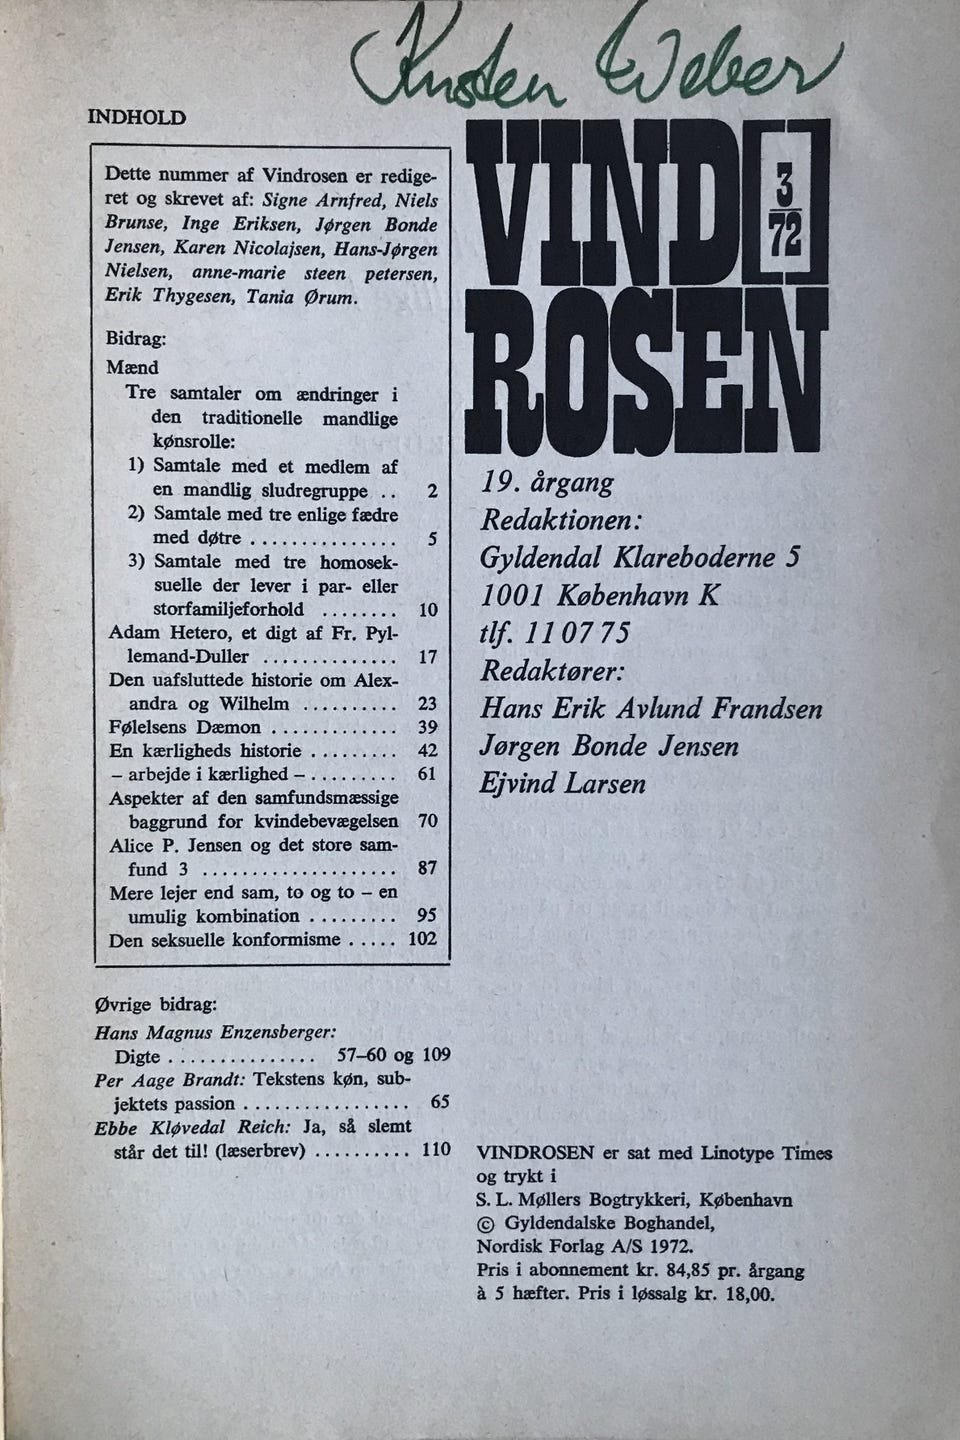 Kirsten Weber
INDHOLD
Dette nummer af Vindrosen er redige-
ret og skrevet af: Signe Arnfred, Niels
Brunse, Inge Eriksen, Jørgen Bonde
Jensen, Karen Nicolajsen, Hans-Jørgen
Nielsen, anne-marie steen petersen,
Erik Thygesen, Tania Ørum.
Bidrag:
Mænd
Tre samtaler om ændringer i
den traditionelle mandlige
kønsrolle:
1) Samtale med et medlem af
en mandlig sludregruppe .. 2
2) Samtale med tre enlige fædre
med døtre ............... 5
3) Samtale med tre homosek-
suelle der lever i par- eller
storfamiljeforhold ........ 10
Adam Hetero, et digt af Fr. Pyl-
lemand-Duller .............. 17
Den uafsluttede historie om Alex-
andra og Wilhelm .......... 23
Følelsens Dæmon ............. 39
En kærligheds historie ......... 42
– arbejde i kærlighed – ......... 61
Aspekter af den samfundsmæssige
baggrund for kvindebevægelsen 70
Alice P. Jensen og det store sam-
fund 3 .................... 87
Mere lejer end sam, to og to – en
umulig kombination ......... 95
Den seksuelle konformisme ..... 102
Øvrige bidrag:
Hans Magnus Enzensberger:
Digte ............... 57–60 og 109
Per Aage Brandt: Tekstens køn, sub-
jektets passion ................. 65
Ebbe Kløvedal Reich: Ja, så slemt
står det til! (læserbrev) .......... 110
VIND [3/72]
ROSEN
19. årgang
Redaktionen:
Gyldendal Klareboderne 5
1001 København K
tlf. 11 07 75
Redaktører:
Hans Erik Avlund Frandsen
Jørgen Bonde Jensen
Ejvind Larsen
VINDROSEN er sat med Linotype Times
og trykt i
S. L. Møllers Bogtrykkeri, København
© Gyldendalske Boghandel,
Nordisk Forlag A/S 1972.
Pris i abonnement kr. 84,85 pr. årgang
à 5 hæfter. Pris i løssalg kr. 18,00.